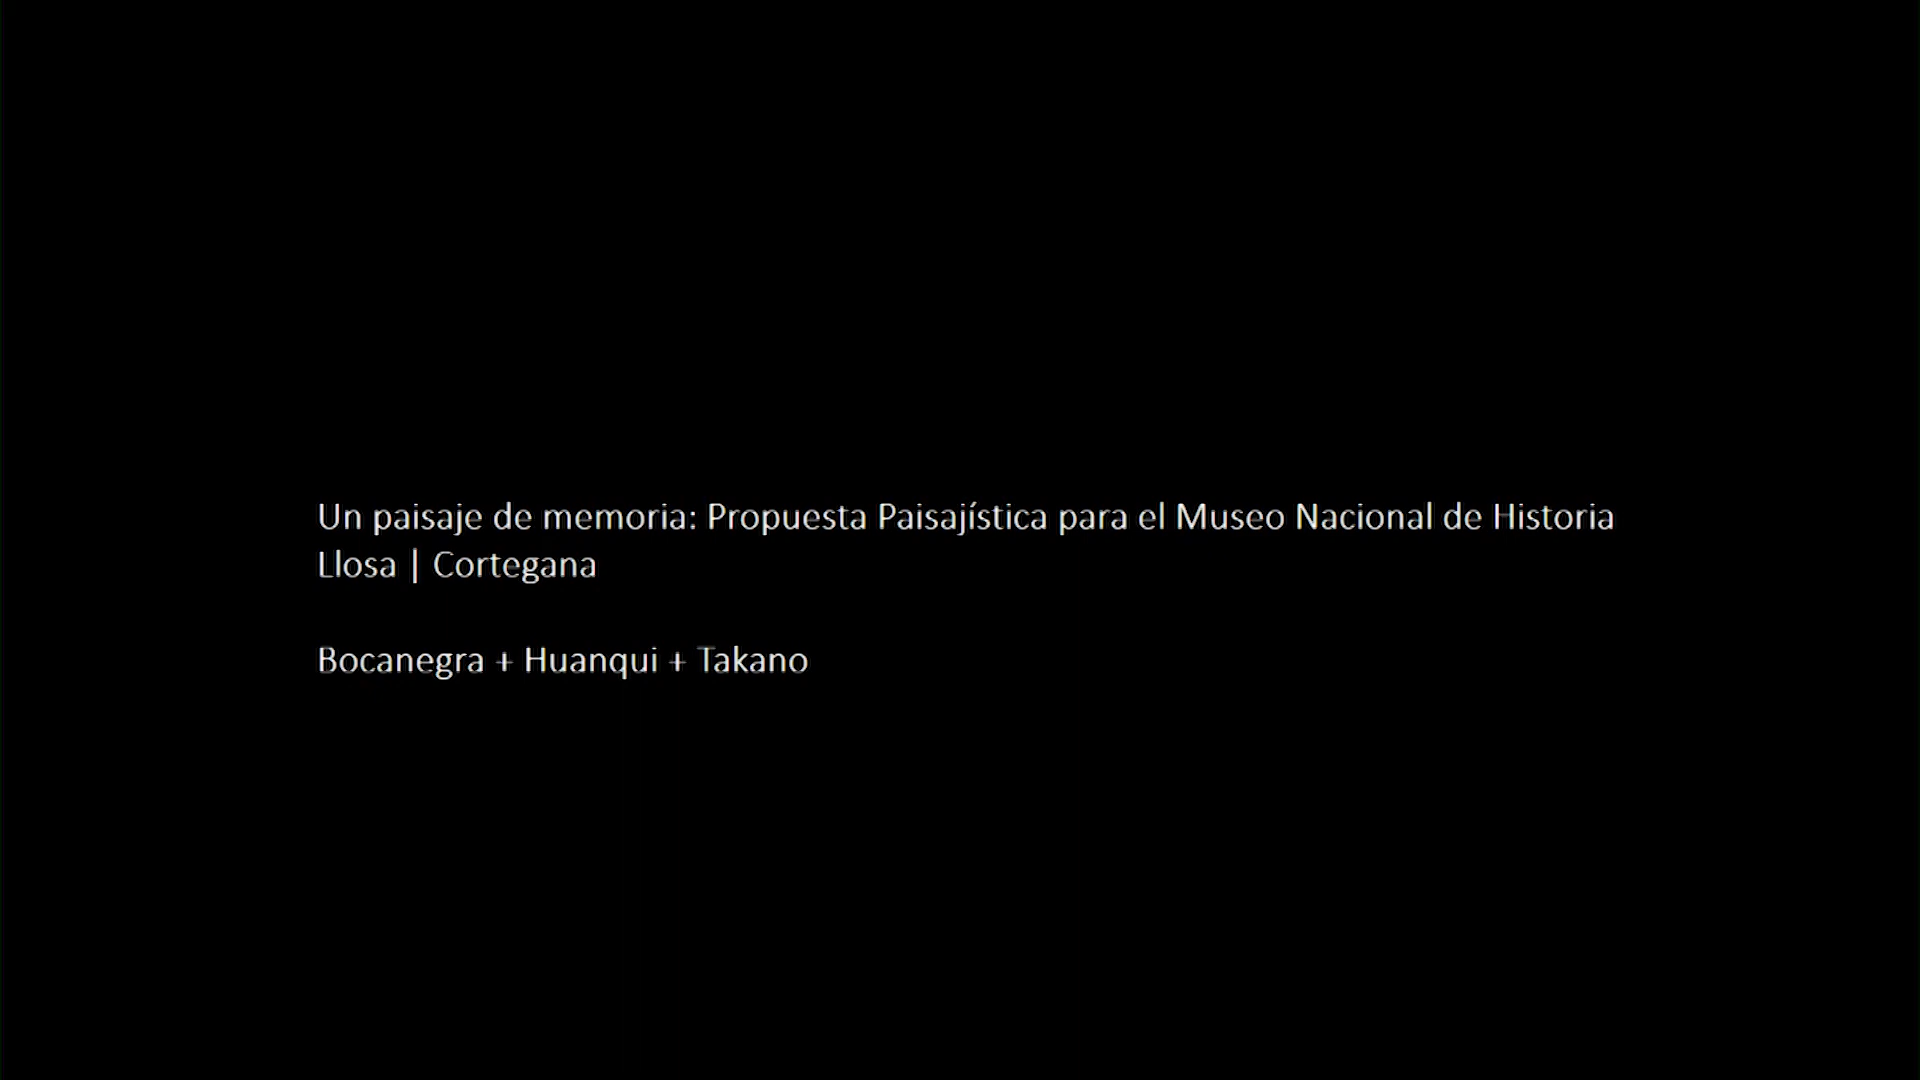 Un paisaje de memoria: Propuesta Paisajística para el Museo Nacional de Historia
Llosa | Cortegana
Bocanegra + Huanqui + Takano